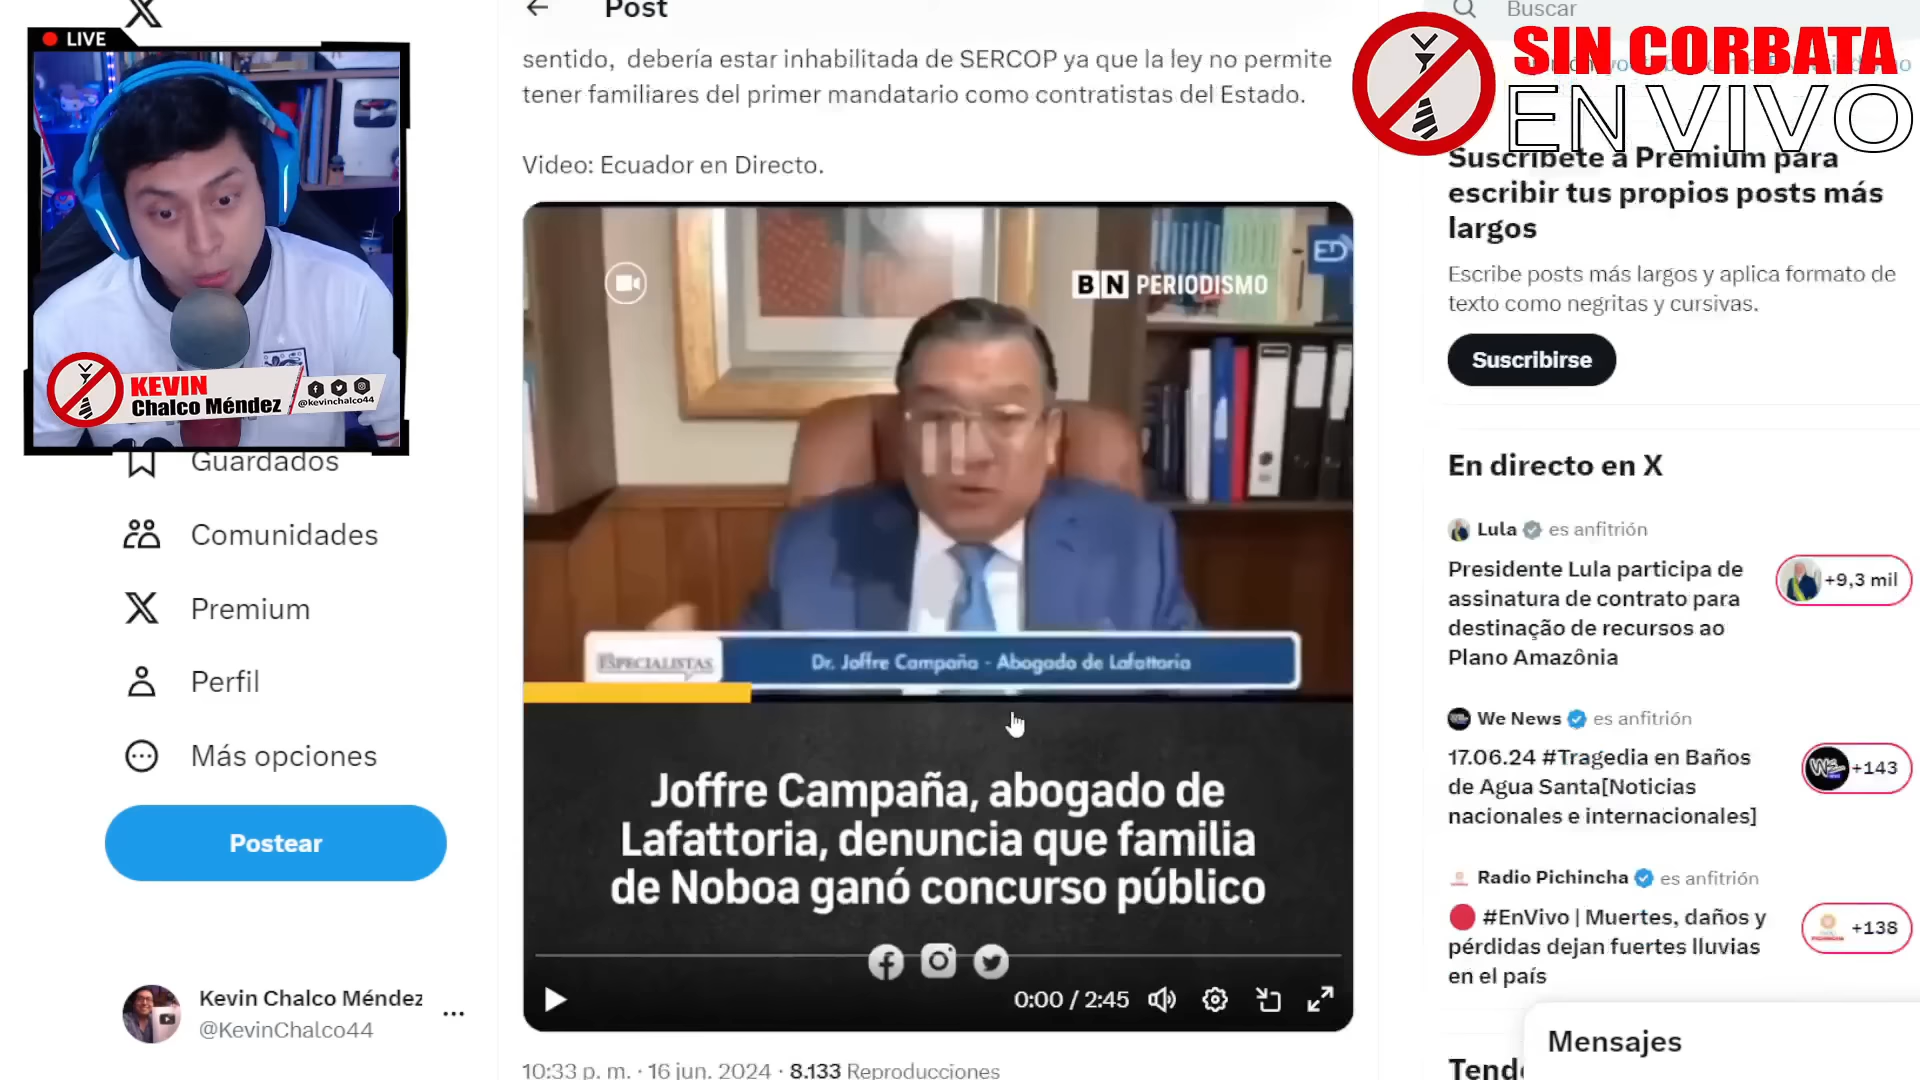 LIVE
KEVIN
Chalco Méndez
@kevinchalco44
Guardados
Comunidades
Premium
Perfil
Más opciones
Postear
Kevin Chalco Méndez
@KevinChalco44
Post
sentido, debería estar inhabilitada de SERCOP ya que la ley no permite
tener familiares del primer mandatario como contratistas del Estado.
Video: Ecuador en Directo.
BN PERIODISMO
ED
ESPECIALISTAS
Dr. Joffre Campaña - Abogado de Lafattoria
Joffre Campaña, abogado de
Lafattoria, denuncia que familia
de Noboa ganó concurso público
0:00 / 2:45
10:33 p. m. · 16 jun. 2024 · 8.133 Reproducciones
Buscar
SIN CORBATA
EN VIVO
Suscríbete a Premium para
escribir tus propios posts más
largos
Escribe posts más largos y aplica formato de
texto como negritas y cursivas.
Suscribirse
En directo en X
Lula es anfitrión
Presidente Lula participa de
assinatura de contrato para
destinação de recursos ao
Plano Amazônia
+9,3 mil
We News es anfitrión
17.06.24 #Tragedia en Baños
de Agua Santa[Noticias
nacionales e internacionales]
+143
Radio Pichincha es anfitrión
#EnVivo | Muertes, daños y
pérdidas dejan fuertes lluvias
en el país
+138
Mensajes